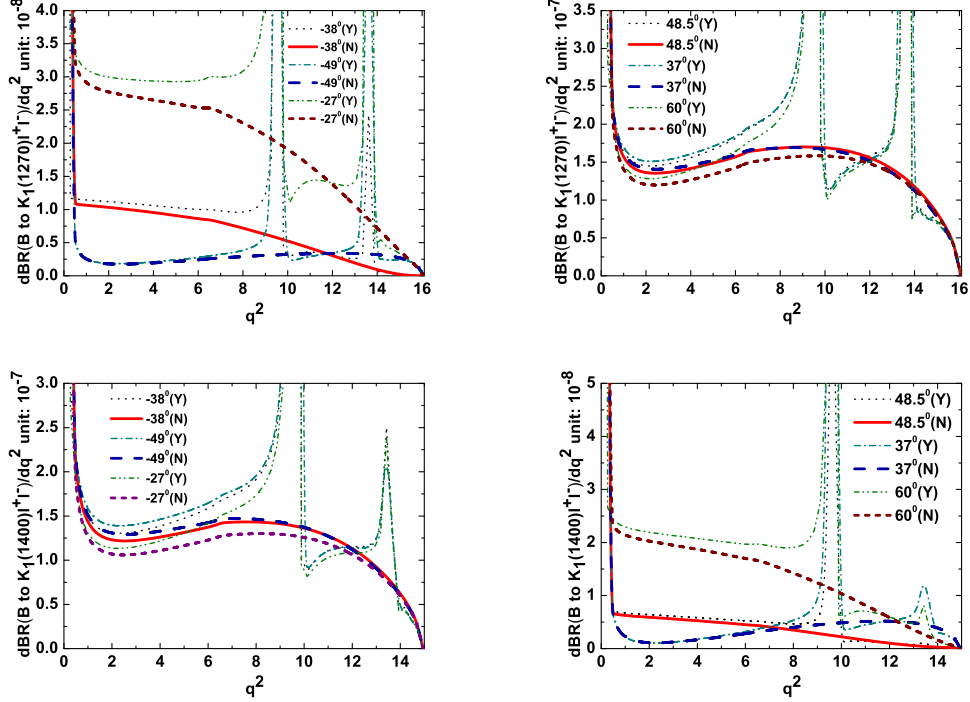 dBR(B to K₁(1270)l⁺l⁻)/dq² unit: 10⁻⁸
4.0
3.5
3.0
2.5
2.0
1.5
1.0
0.5
0.0
-38⁰(Y)
-38⁰(N)
-49⁰(Y)
-49⁰(N)
-27⁰(Y)
-27⁰(N)
0 2 4 6 8 10 12 14 16
q²
dBR(B to K₁(1270)l⁺l⁻)/dq² unit: 10⁻⁷
3.5
3.0
2.5
2.0
1.5
1.0
0.5
0.0
48.5⁰(Y)
48.5⁰(N)
37⁰(Y)
37⁰(N)
60⁰(Y)
60⁰(N)
0 2 4 6 8 10 12 14 16
q²
dBR(B to K₁(1400)l⁺l⁻)/dq² unit: 10⁻⁷
3.0
2.5
2.0
1.5
1.0
0.5
0.0
-38⁰(Y)
-38⁰(N)
-49⁰(Y)
-49⁰(N)
-27⁰(Y)
-27⁰(N)
0 2 4 6 8 10 12 14
q²
dBR(B to K₁(1400)l⁺l⁻)/dq² unit: 10⁻⁸
5
4
3
2
1
0
48.5⁰(Y)
48.5⁰(N)
37⁰(Y)
37⁰(N)
60⁰(Y)
60⁰(N)
0 2 4 6 8 10 12 14
q²